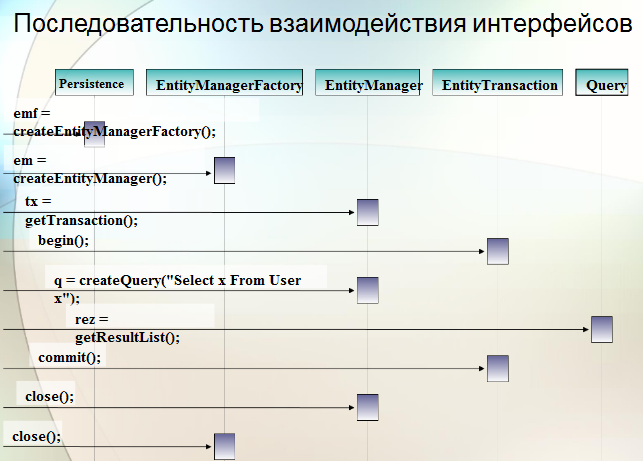 Последовательность взаимодействия интерфейсов
Persistence EntityManagerFactory EntityManager EntityTransaction Query
emf =
createEntityManagerFactory();
em =
createEntityManager();
tx =
getTransaction();
begin();
q = createQuery("Select x From User
x");
rez =
getResultList();
commit();
close();
close();